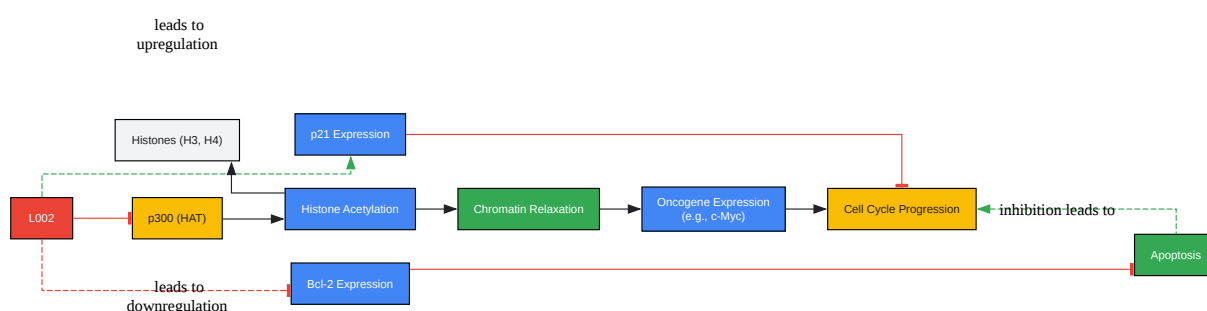 leads to
upregulation
Histones (H3, H4)
p21 Expression
L002
p300 (HAT)
Histone Acetylation
Chromatin Relaxation
Oncogene Expression
(e.g., c-Myc)
Cell Cycle Progression
inhibition leads to
Apoptosis
Bcl-2 Expression
leads to
downregulation